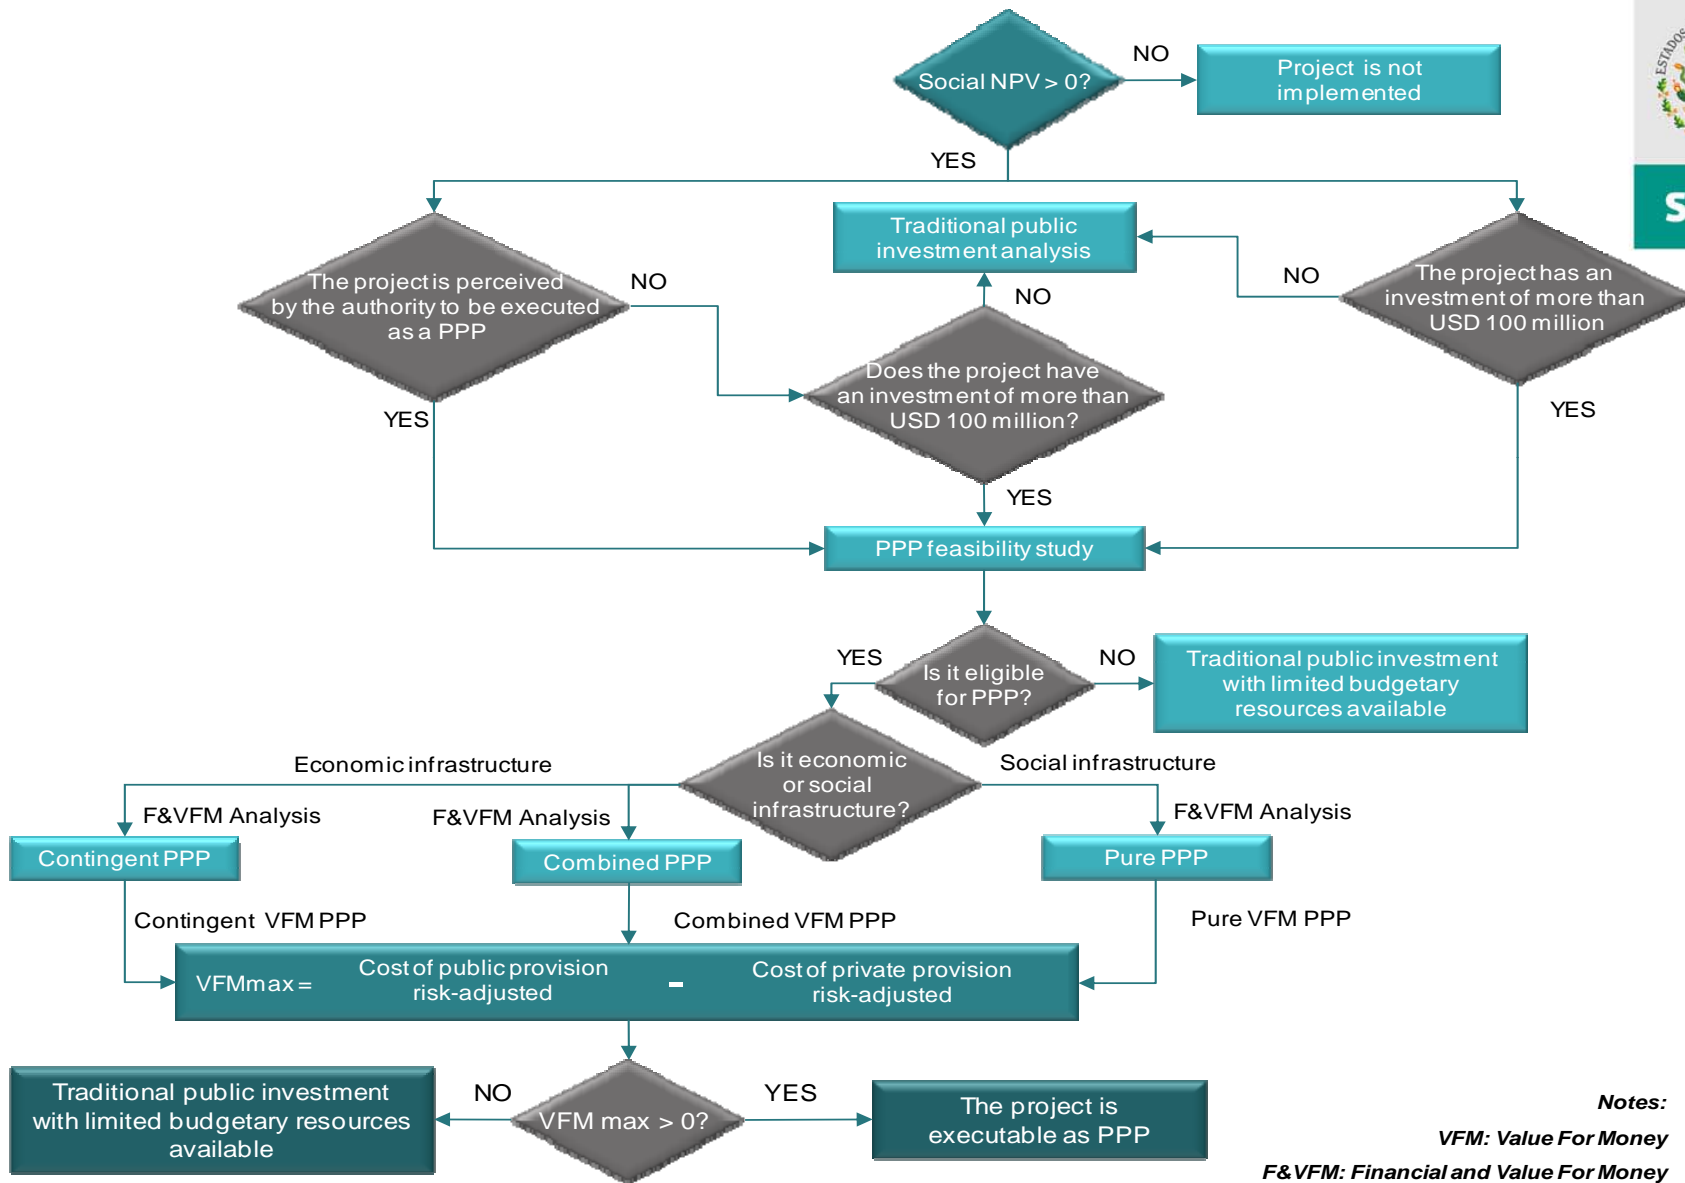 Social NPV > 0?
NO
Project is not
implemented
ESTADOS
YES
S
Traditional public
investment analysis
The project is perceived
by the authority to be executed
as a PPP
NO
NO
NO
The project has an
investment of more than
USD 100 million
Does the project have
an investment of more than
USD 100 million?
YES
YES
YES
PPP feasibility study
YES
Is it eligible
for PPP?
NO
Traditional public investment
with limited budgetary
resources available
Economic infrastructure
Is it economic
or social
infrastructure?
Social infrastructure
F&VFM Analysis
F&VFM Analysis
F&VFM Analysis
Contingent PPP
Combined PPP
Pure PPP
Contingent VFM PPP
Combined VFM PPP
Pure VFM PPP
VFMmax =
Cost of public provision
risk-adjusted
-
Cost of private provision
risk-adjusted
Traditional public investment
with limited budgetary resources
available
NO
VFM max > 0?
YES
The project is
executable as PPP
Notes:
VFM: Value For Money
F&VFM: Financial and Value For Money